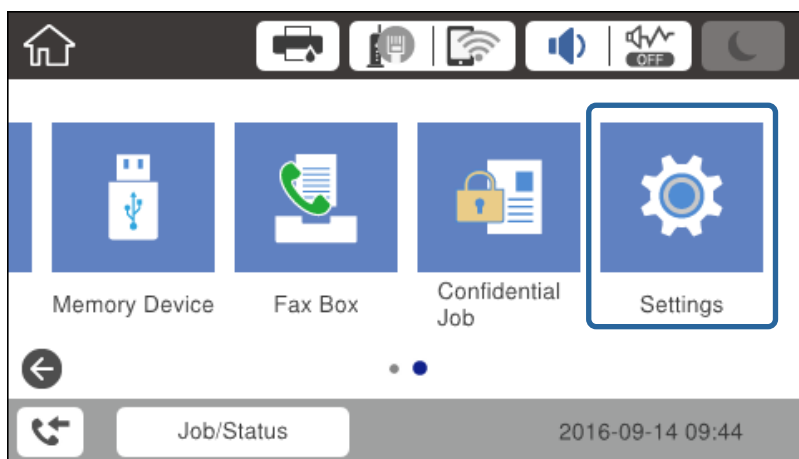 OFF
Memory Device
Fax Box
Confidential
Job
Settings
Job/Status
2016-09-14 09:44